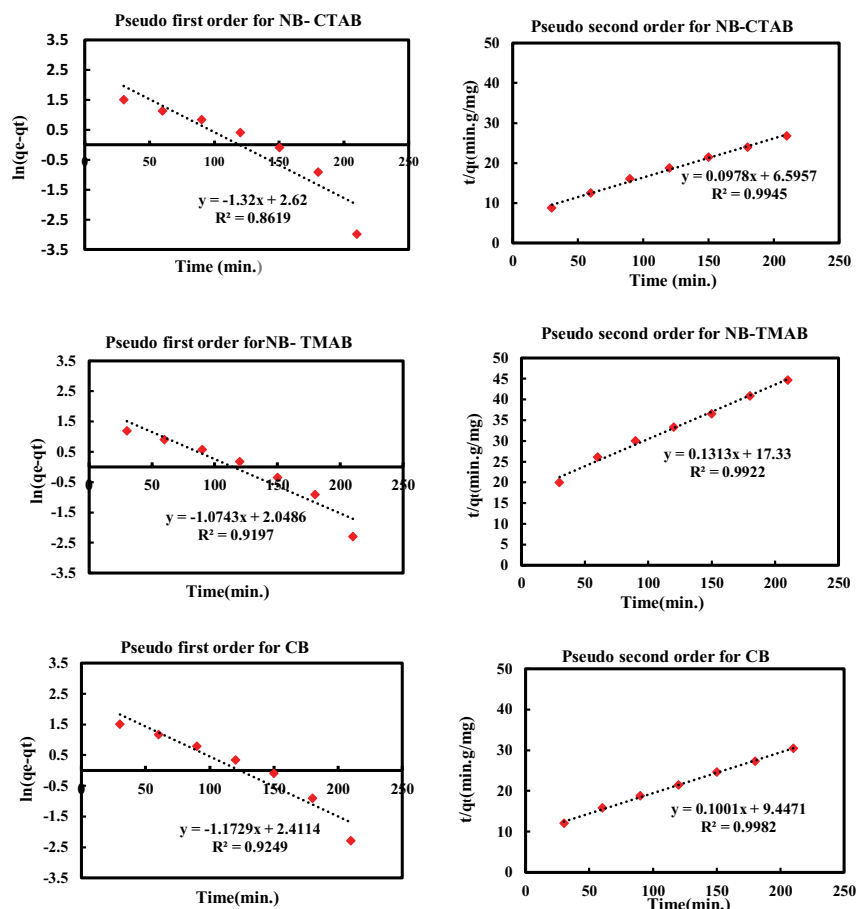 Pseudo first order for NB- CTAB
3.5
2.5
1.5
0.5
-0.5
-1.5
-2.5
-3.5
ln(qe-qt)
0
50
100
150
200
250
y = -1.32x + 2.62
R² = 0.8619
Time (min.)
Pseudo second order for NB-CTAB
50
40
30
20
10
0
t/qt(min.g/mg)
y = 0.0978x + 6.5957
R² = 0.9945
0
50
100
150
200
250
Time (min.)
Pseudo first order forNB- TMAB
3.5
2.5
1.5
0.5
-0.5
-1.5
-2.5
-3.5
ln(qe-qt)
0
50
100
150
200
250
y = -1.0743x + 2.0486
R² = 0.9197
Time(min.)
Pseudo second order for NB-TMAB
50
45
40
35
30
25
20
15
10
5
0
t/qt(min.g/mg)
y = 0.1313x + 17.33
R² = 0.9922
0
50
100
150
200
250
Time(min.)
Pseudo first order for CB
3.5
2.5
1.5
0.5
-0.5
-1.5
-2.5
-3.5
ln(qe-qt)
0
50
100
150
200
250
y = -1.1729x + 2.4114
R² = 0.9249
Time(min.)
Pseudo second order for CB
50
40
30
20
10
0
t/qt(min.g/mg)
y = 0.1001x + 9.4471
R² = 0.9982
0
50
100
150
200
250
Time(min.)